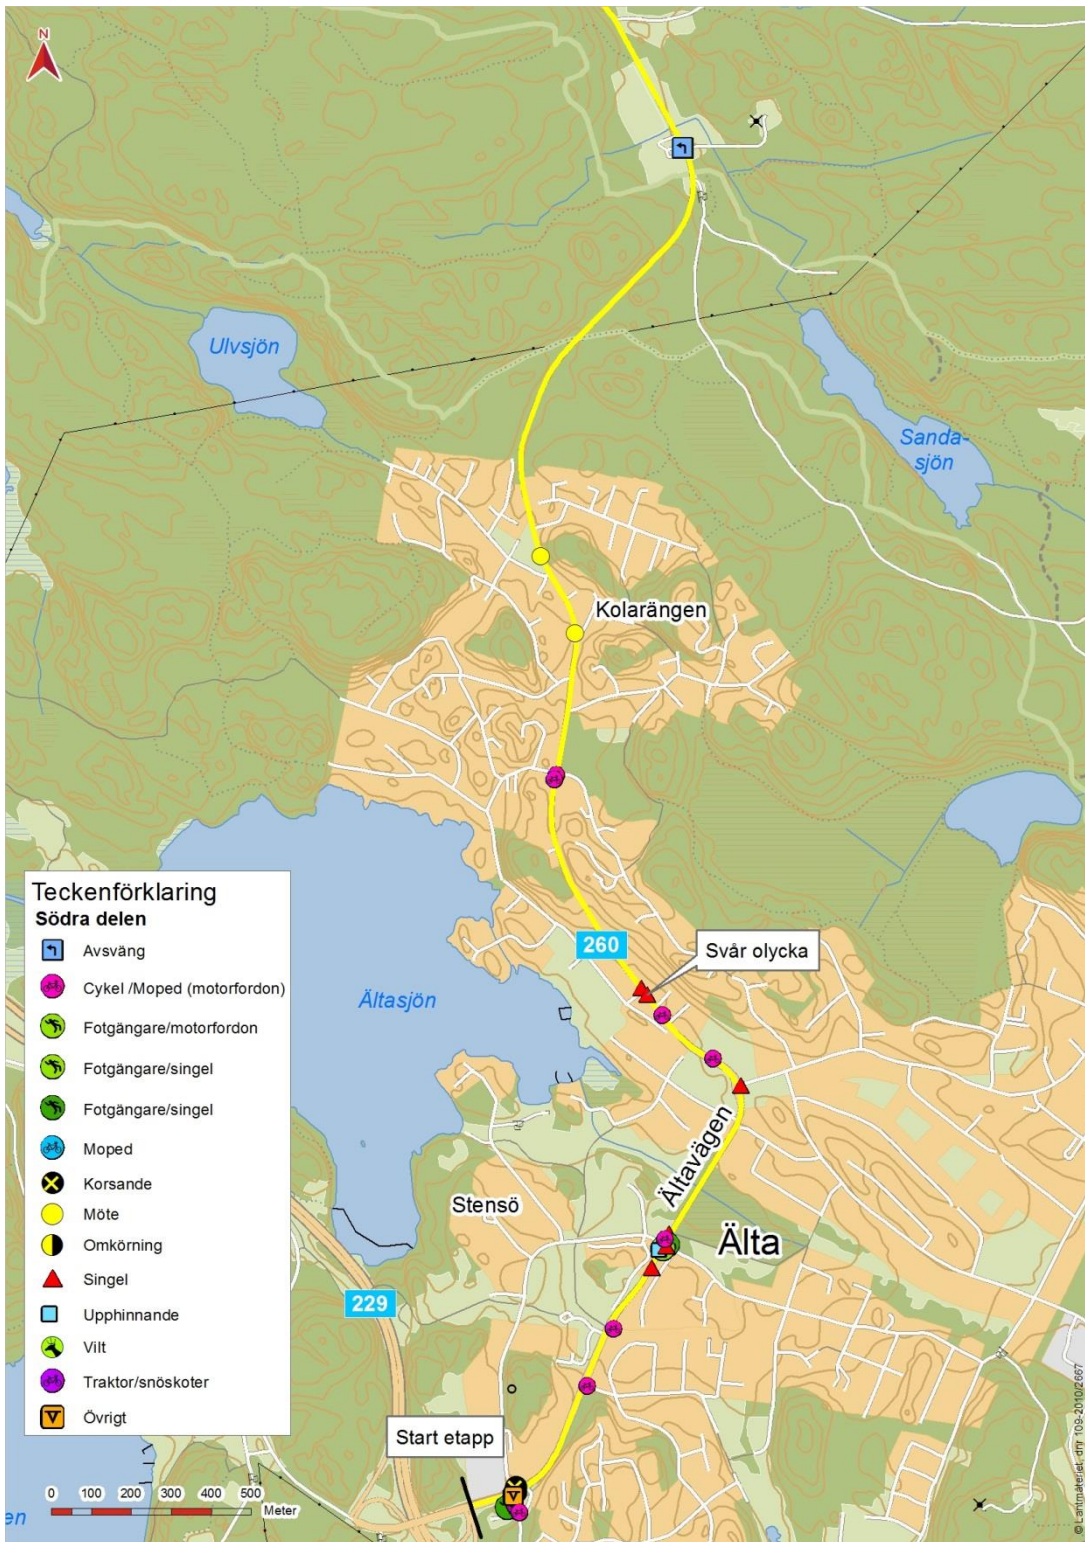 N
Ulvsjön
Sanda-
sjön
Kolarängen
Teckenförklaring
Södra delen
Avsväng
Cykel /Moped (motorfordon)
Fotgängare/motorfordon
Fotgängare/singel
Fotgängare/singel
Moped
Korsande
Möte
Omkörning
Singel
Upphinnande
Vilt
Traktor/snöskoter
Övrigt
260
Svår olycka
Ältasjön
Ältavägen
Stensö
Älta
229
Start etapp
0 100 200 300 400 500
Meter
en
© Lantmäteriet, dnr 109-2010/2667